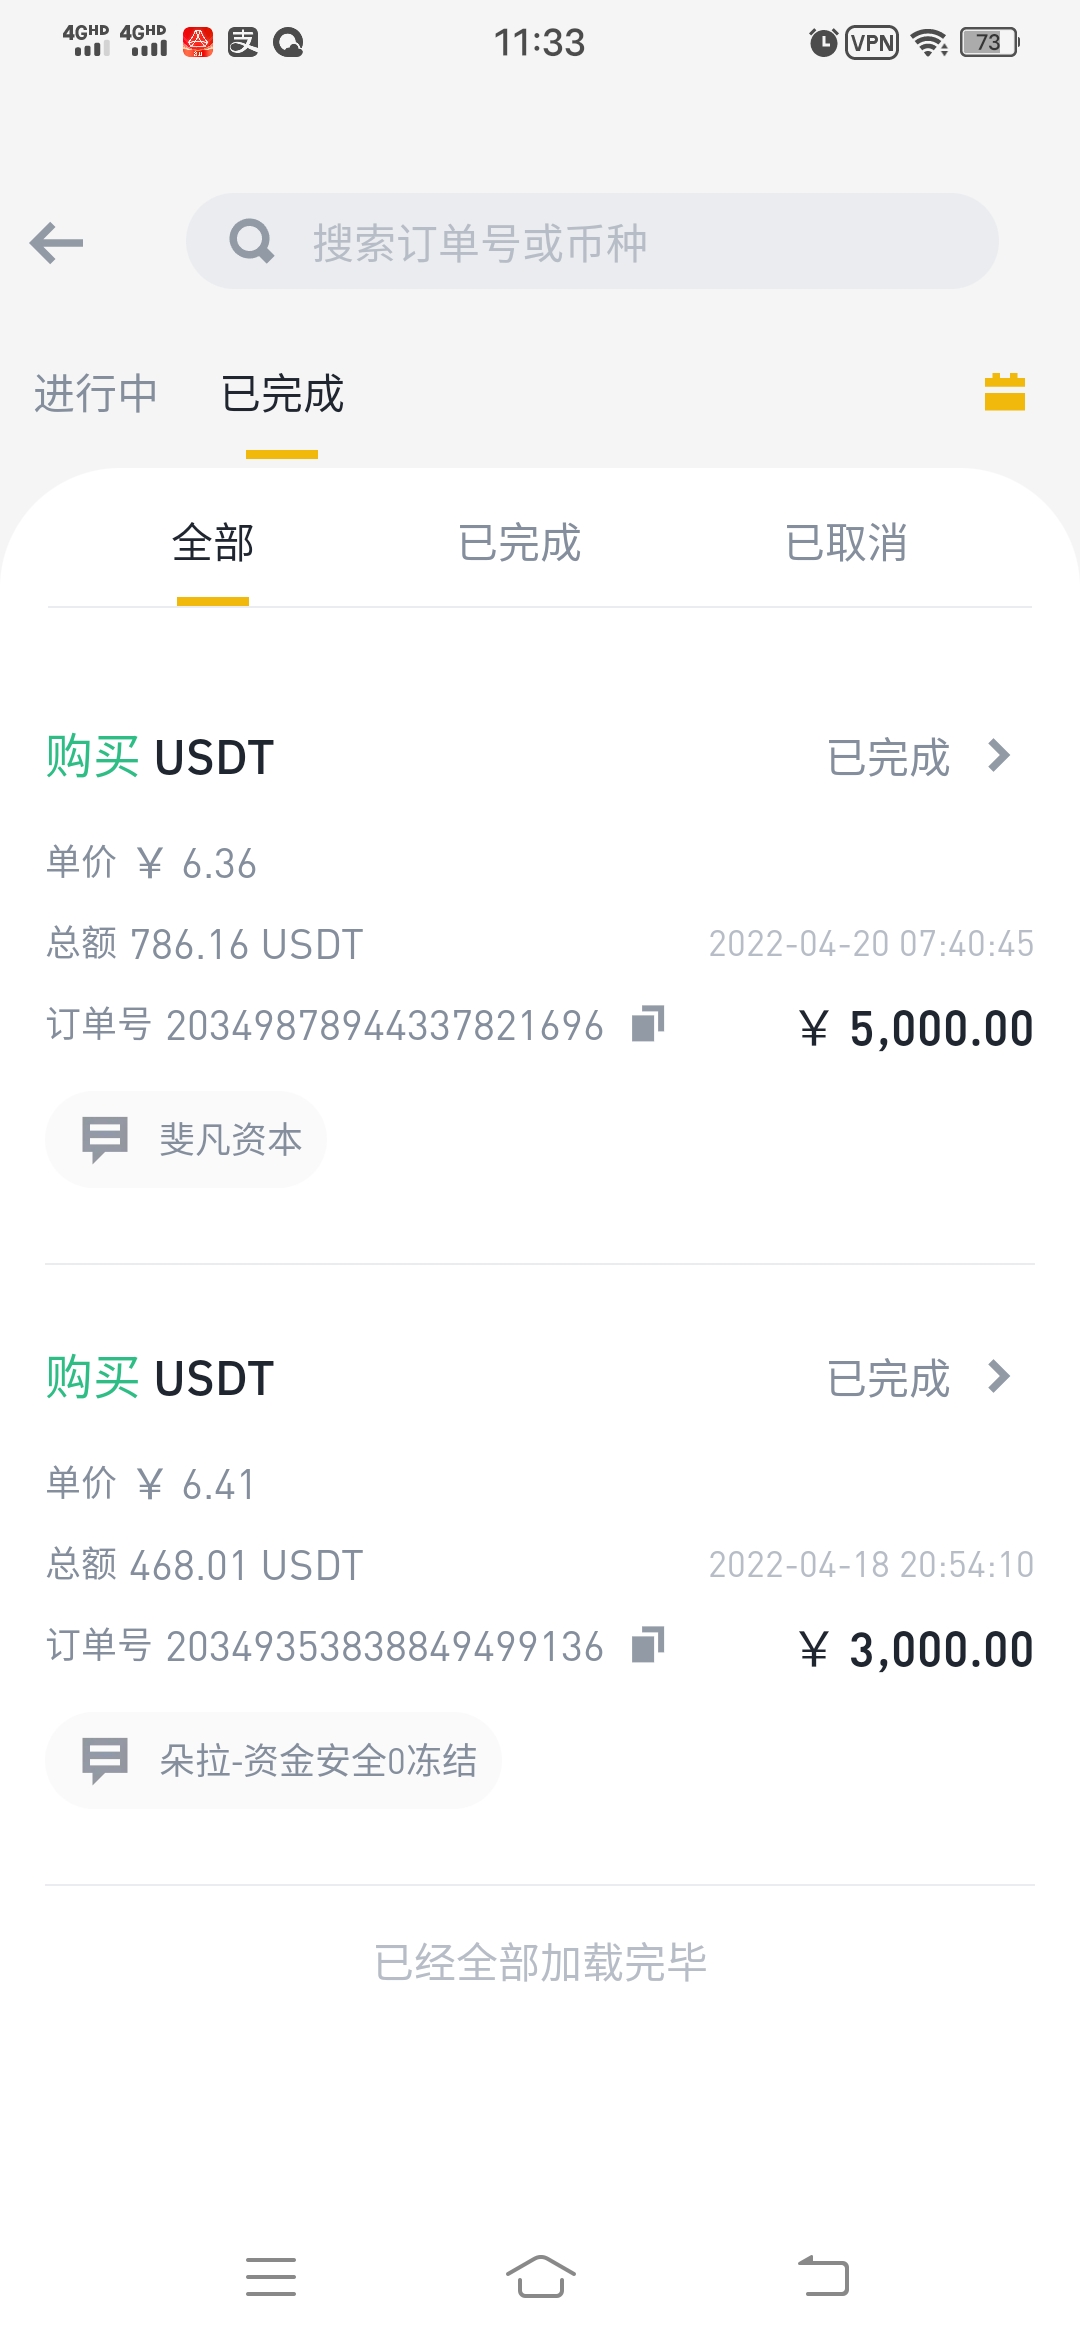 4GHD 4GHD 支 11:33 VPN 73
搜索订单号或币种
进行中 已完成
全部 已完成 已取消
购买 USDT 已完成
单价 ¥ 6.36
总额 786.16 USDT 2022-04-20 07:40:45
订单号 20349878944337821696 ¥ 5,000.00
斐凡资本
购买 USDT 已完成
单价 ¥ 6.41
总额 468.01 USDT 2022-04-18 20:54:10
订单号 20349353838849499136 ¥ 3,000.00
朵拉-资金安全0冻结
已经全部加载完毕